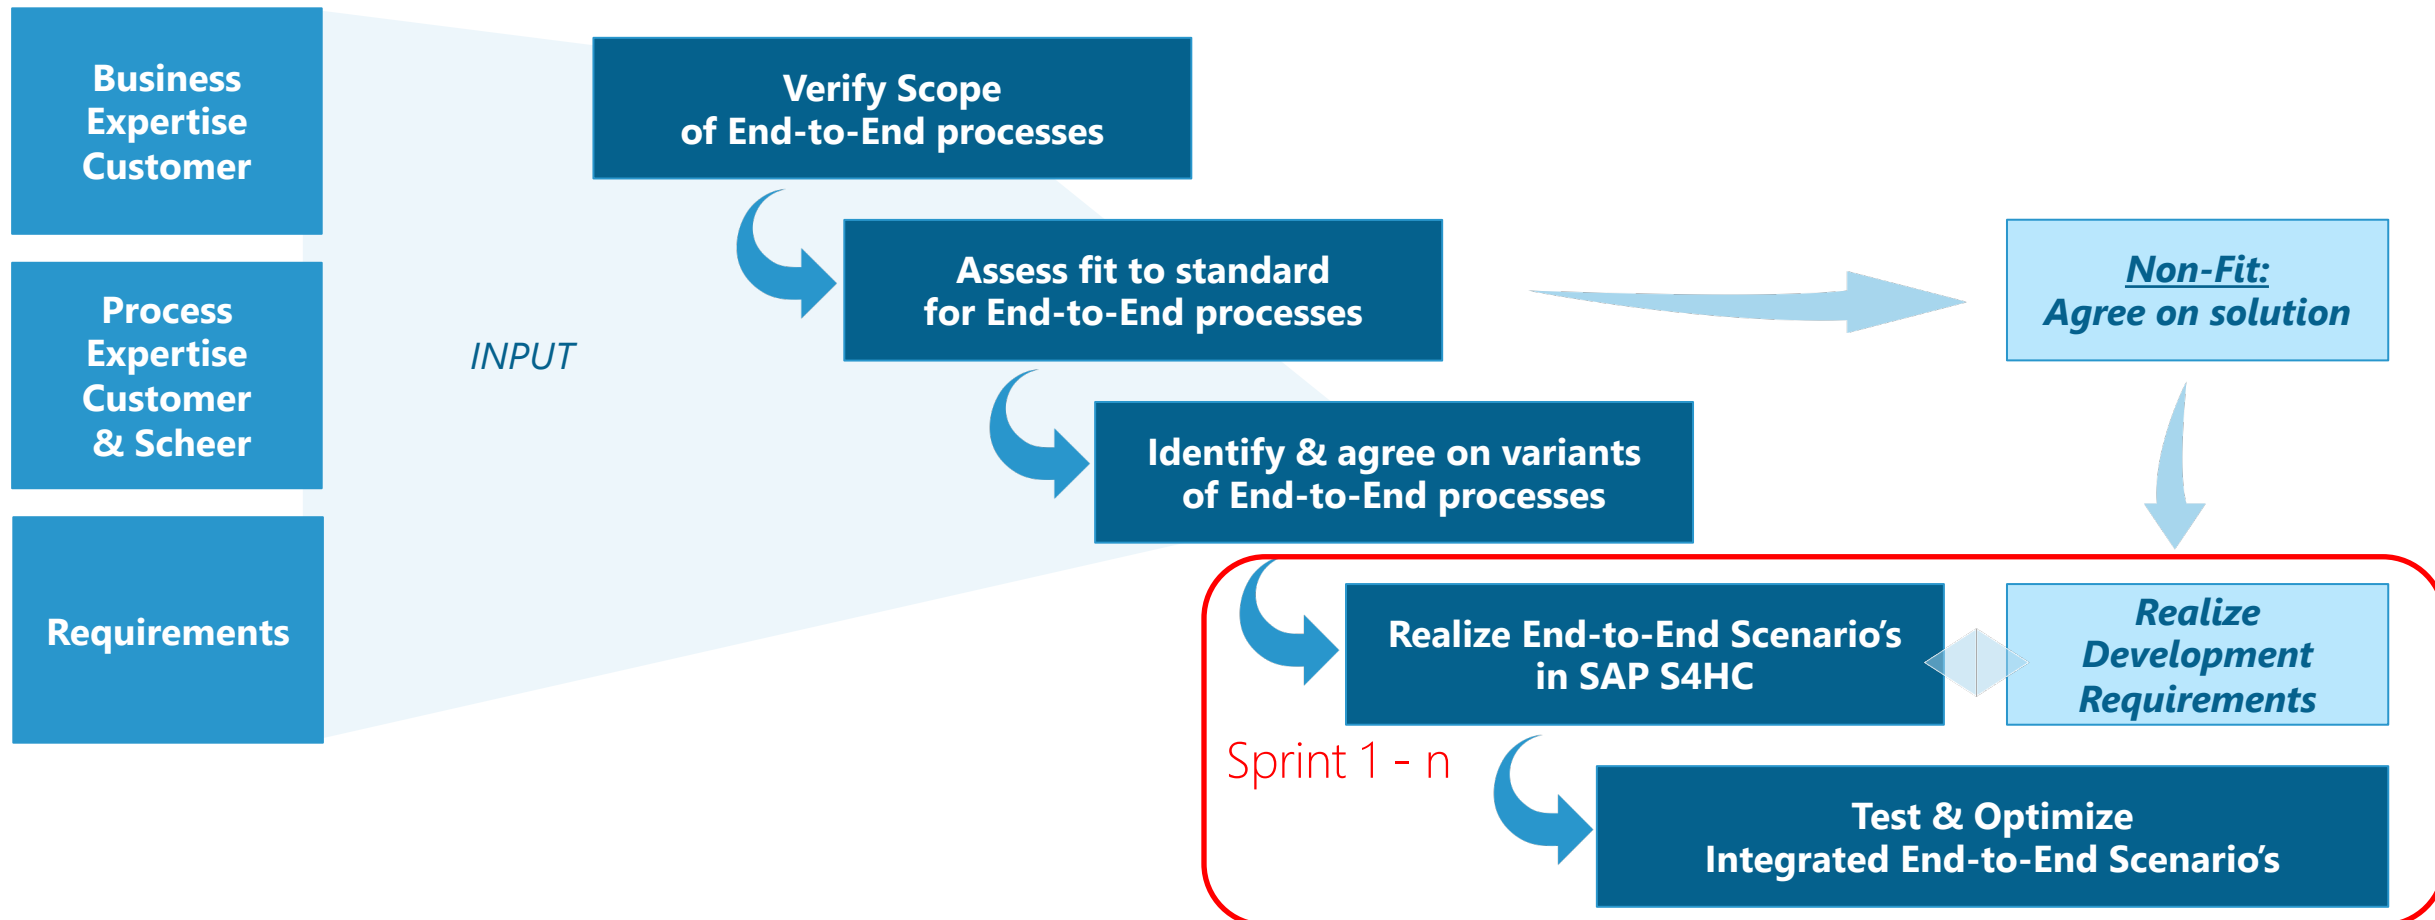 Business
Expertise
Customer
Process
Expertise
Customer
& Scheer
Requirements
INPUT
Verify Scope
of End-to-End processes
Assess fit to standard
for End-to-End processes
Non-Fit:
Agree on solution
Identify & agree on variants
of End-to-End processes
Realize End-to-End Scenario’s
in SAP S4HC
Realize
Development
Requirements
Sprint 1 - n
Test & Optimize
Integrated End-to-End Scenario’s